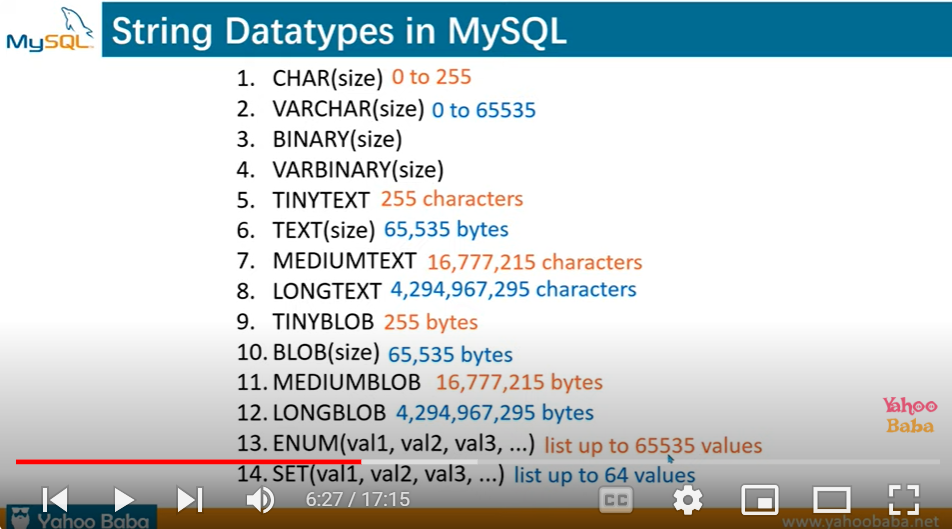 MySQL
String Datatypes in MySQL
1. CHAR(size) 0 to 255
2. VARCHAR(size) 0 to 65535
3. BINARY(size)
4. VARBINARY(size)
5. TINYTEXT 255 characters
6. TEXT(size) 65,535 bytes
7. MEDIUMTEXT 16,777,215 characters
8. LONGTEXT 4,294,967,295 characters
9. TINYBLOB 255 bytes
10. BLOB(size) 65,535 bytes
11. MEDIUMBLOB 16,777,215 bytes
12. LONGBLOB 4,294,967,295 bytes
13. ENUM(val1, val2, val3, ...) list up to 65535 values
14. SET(val1, val2, val3, ...) list up to 64 values
Yahoo
Baba
6:27 / 17:15
CC
Yahoo Baba
www.yahoobaba.net